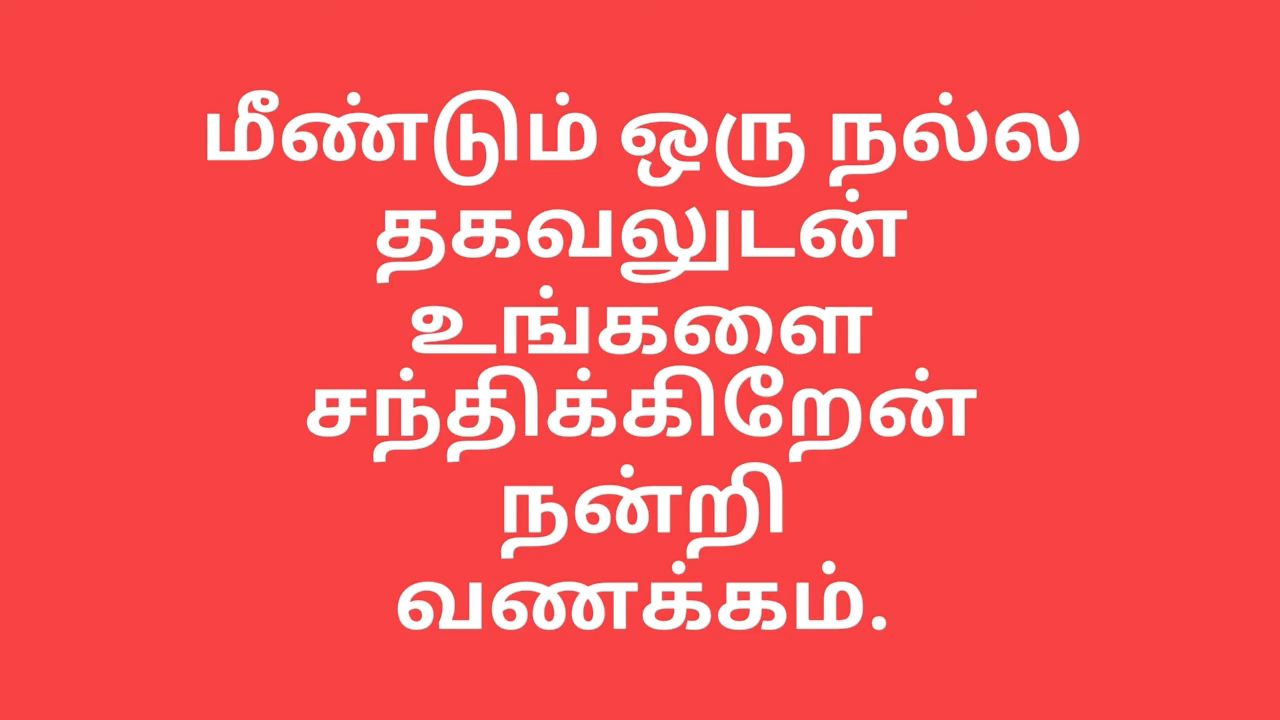 மீண்டும் ஒரு நல்ல
தகவலுடன்
உங்களை
சந்திக்கிறேன்
நன்றி
வணக்கம்.